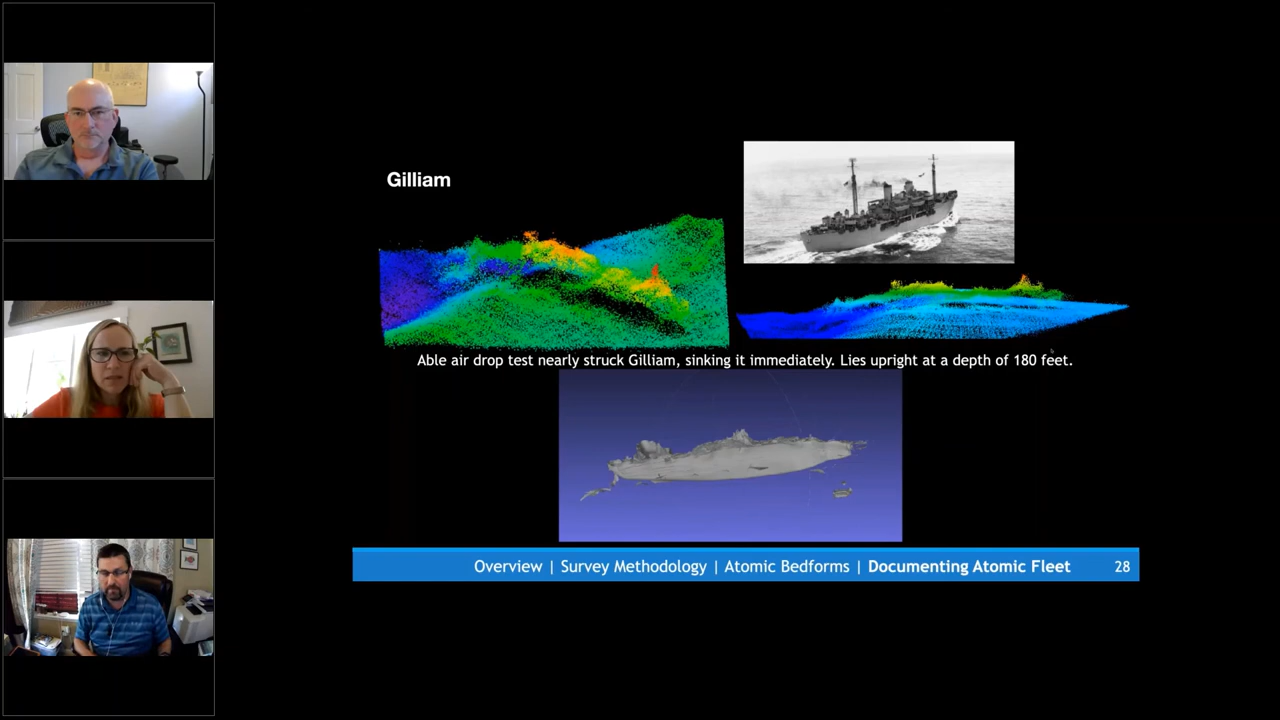 Gilliam
Able air drop test nearly struck Gilliam, sinking it immediately. Lies upright at a depth of 180 feet.
Overview | Survey Methodology | Atomic Bedforms | Documenting Atomic Fleet 28